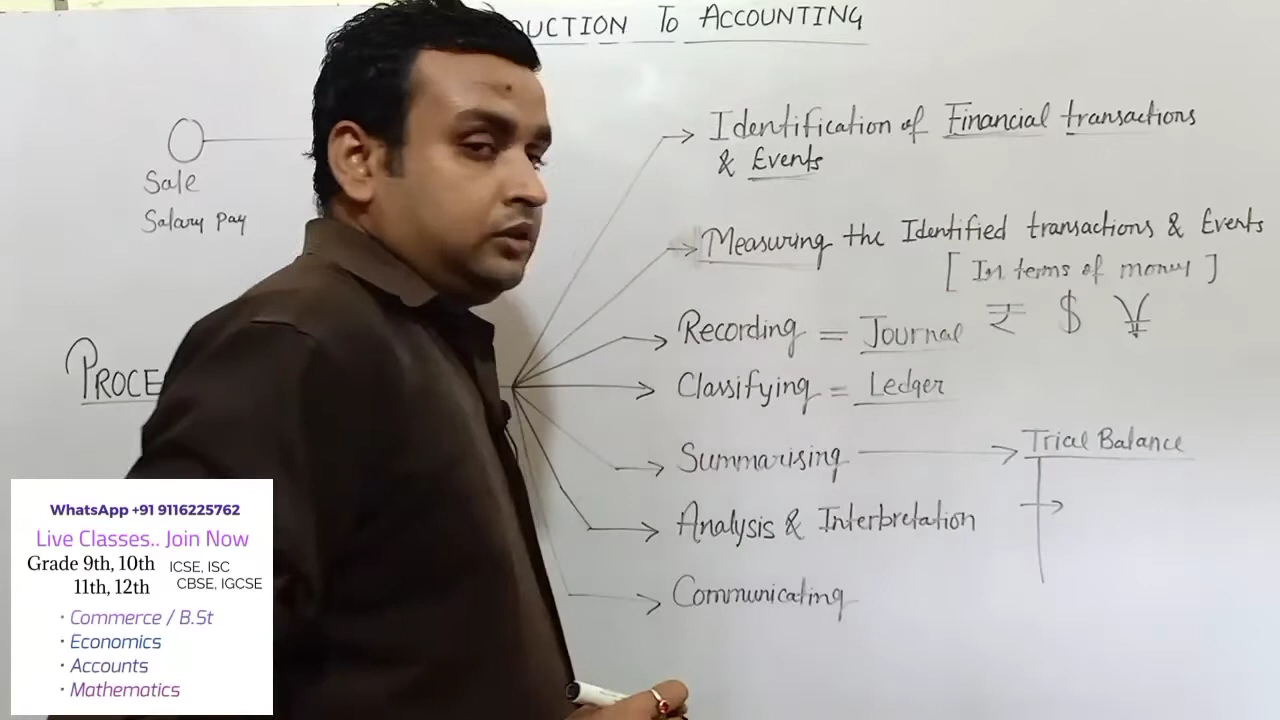 DUCTION TO ACCOUNTING
Identification of Financial transactions
& Events
Sale
Salary pay
Measuring the Identified transactions & Events
[In terms of money]
Recording = Journal ₹ $ ¥
PROCE
Classifying = Ledger
Summarising
Trial Balance
Analysis & Interpretation
Communicating
WhatsApp +91 9116225762
Live Classes.. Join Now
Grade 9th, 10th ICSE, ISC
11th, 12th CBSE, IGCSE
· Commerce / B.St
· Economics
· Accounts
· Mathematics